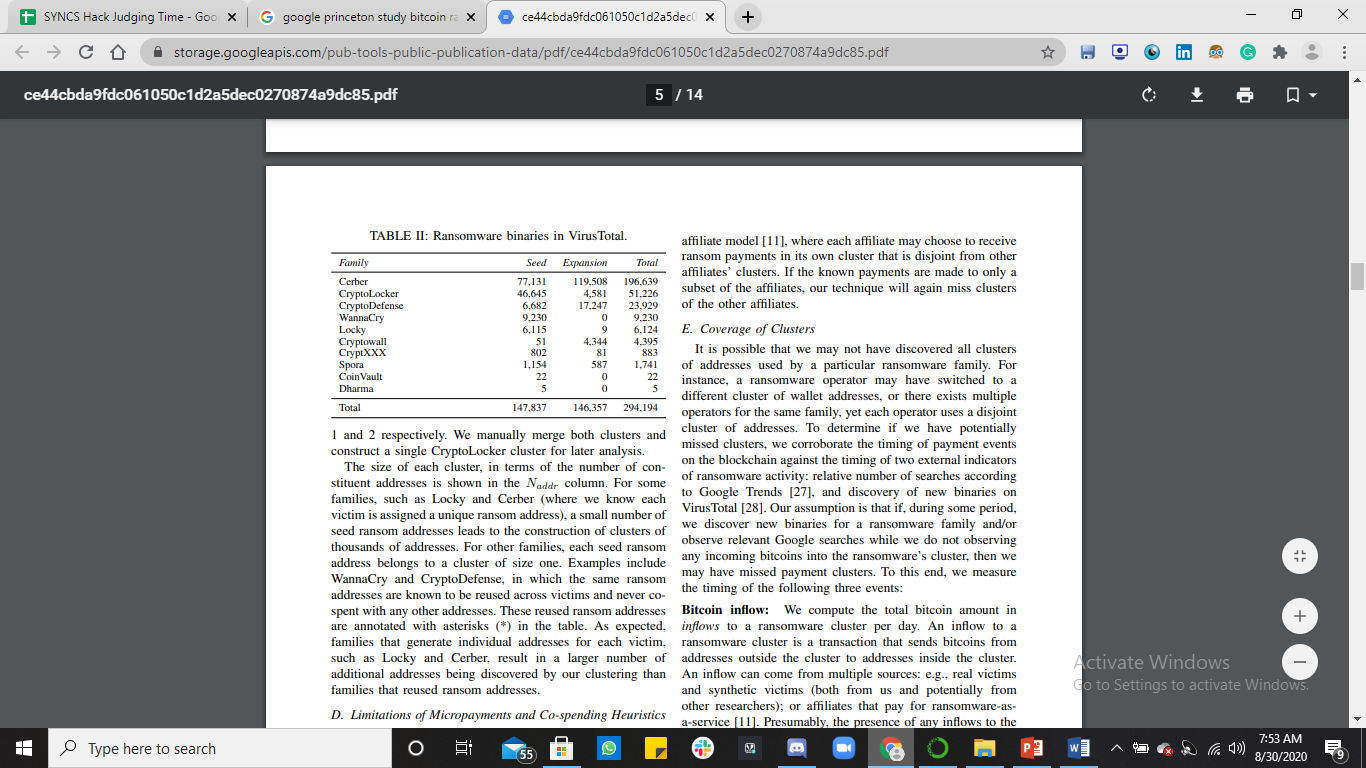 SYNCS Hack Judging Time - Goo
google princeton study bitcoin ra
ce44cbda9fdc061050c1d2a5dec0
storage.googleapis.com/pub-tools-public-publication-data/pdf/ce44cbda9fdc061050c1d2a5dec0270874a9dc85.pdf
ce44cbda9fdc061050c1d2a5dec0270874a9dc85.pdf
5 / 14
TABLE II: Ransomware binaries in VirusTotal.
Family Seed Expansion Total
Cerber 77,131 119,508 196,639
CryptoLocker 46,645 4,581 51,226
CryptoDefense 6,682 17,247 23,929
WannaCry 9,230 0 9,230
Locky 6,115 9 6,124
Cryptowall 51 4,344 4,395
CryptXXX 802 81 883
Spora 1,154 587 1,741
CoinVault 22 0 22
Dharma 5 0 5
Total 147,837 146,357 294,194
1 and 2 respectively. We manually merge both clusters and
construct a single CryptoLocker cluster for later analysis.
The size of each cluster, in terms of the number of con-
stituent addresses is shown in the Naddr column. For some
families, such as Locky and Cerber (where we know each
victim is assigned a unique ransom address), a small number of
seed ransom addresses leads to the construction of clusters of
thousands of addresses. For other families, each seed ransom
address belongs to a cluster of size one. Examples include
WannaCry and CryptoDefense, in which the same ransom
addresses are known to be reused across victims and never co-
spent with any other addresses. These reused ransom addresses
are annotated with asterisks (*) in the table. As expected,
families that generate individual addresses for each victim,
such as Locky and Cerber, result in a larger number of
additional addresses being discovered by our clustering than
families that reused ransom addresses.
D. Limitations of Micropayments and Co-spending Heuristics
affiliate model [11], where each affiliate may choose to receive
ransom payments in its own cluster that is disjoint from other
affiliates' clusters. If the known payments are made to only a
subset of the affiliates, our technique will again miss clusters
of the other affiliates.
E. Coverage of Clusters
It is possible that we may not have discovered all clusters
of addresses used by a particular ransomware family. For
instance, a ransomware operator may have switched to a
different cluster of wallet addresses, or there exists multiple
operators for the same family, yet each operator uses a disjoint
cluster of addresses. To determine if we have potentially
missed clusters, we corroborate the timing of payment events
on the blockchain against the timing of two external indicators
of ransomware activity: relative number of searches according
to Google Trends [27], and discovery of new binaries on
VirusTotal [28]. Our assumption is that if, during some period,
we discover new binaries for a ransomware family and/or
observe relevant Google searches while we do not observing
any incoming bitcoins into the ransomware's cluster, then we
may have missed payment clusters. To this end, we measure
the timing of the following three events:
Bitcoin inflow: We compute the total bitcoin amount in
inflows to a ransomware cluster per day. An inflow to a
ransomware cluster is a transaction that sends bitcoins from
addresses outside the cluster to addresses inside the cluster.
An inflow can come from multiple sources: e.g., real victims
and synthetic victims (both from us and potentially from
other researchers); or affiliates that pay for ransomware-as-
a-service [11]. Presumably, the presence of any inflows to the
Activate Windows
Go to Settings to activate Windows.
Type here to search
55
7:53 AM
8/30/2020
9